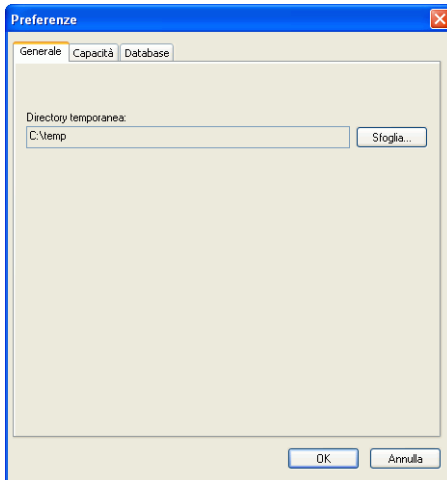 Preferenze
Generale Capacità Database
Directory temporanea:
C:\temp Sfoglia...
OK Annulla